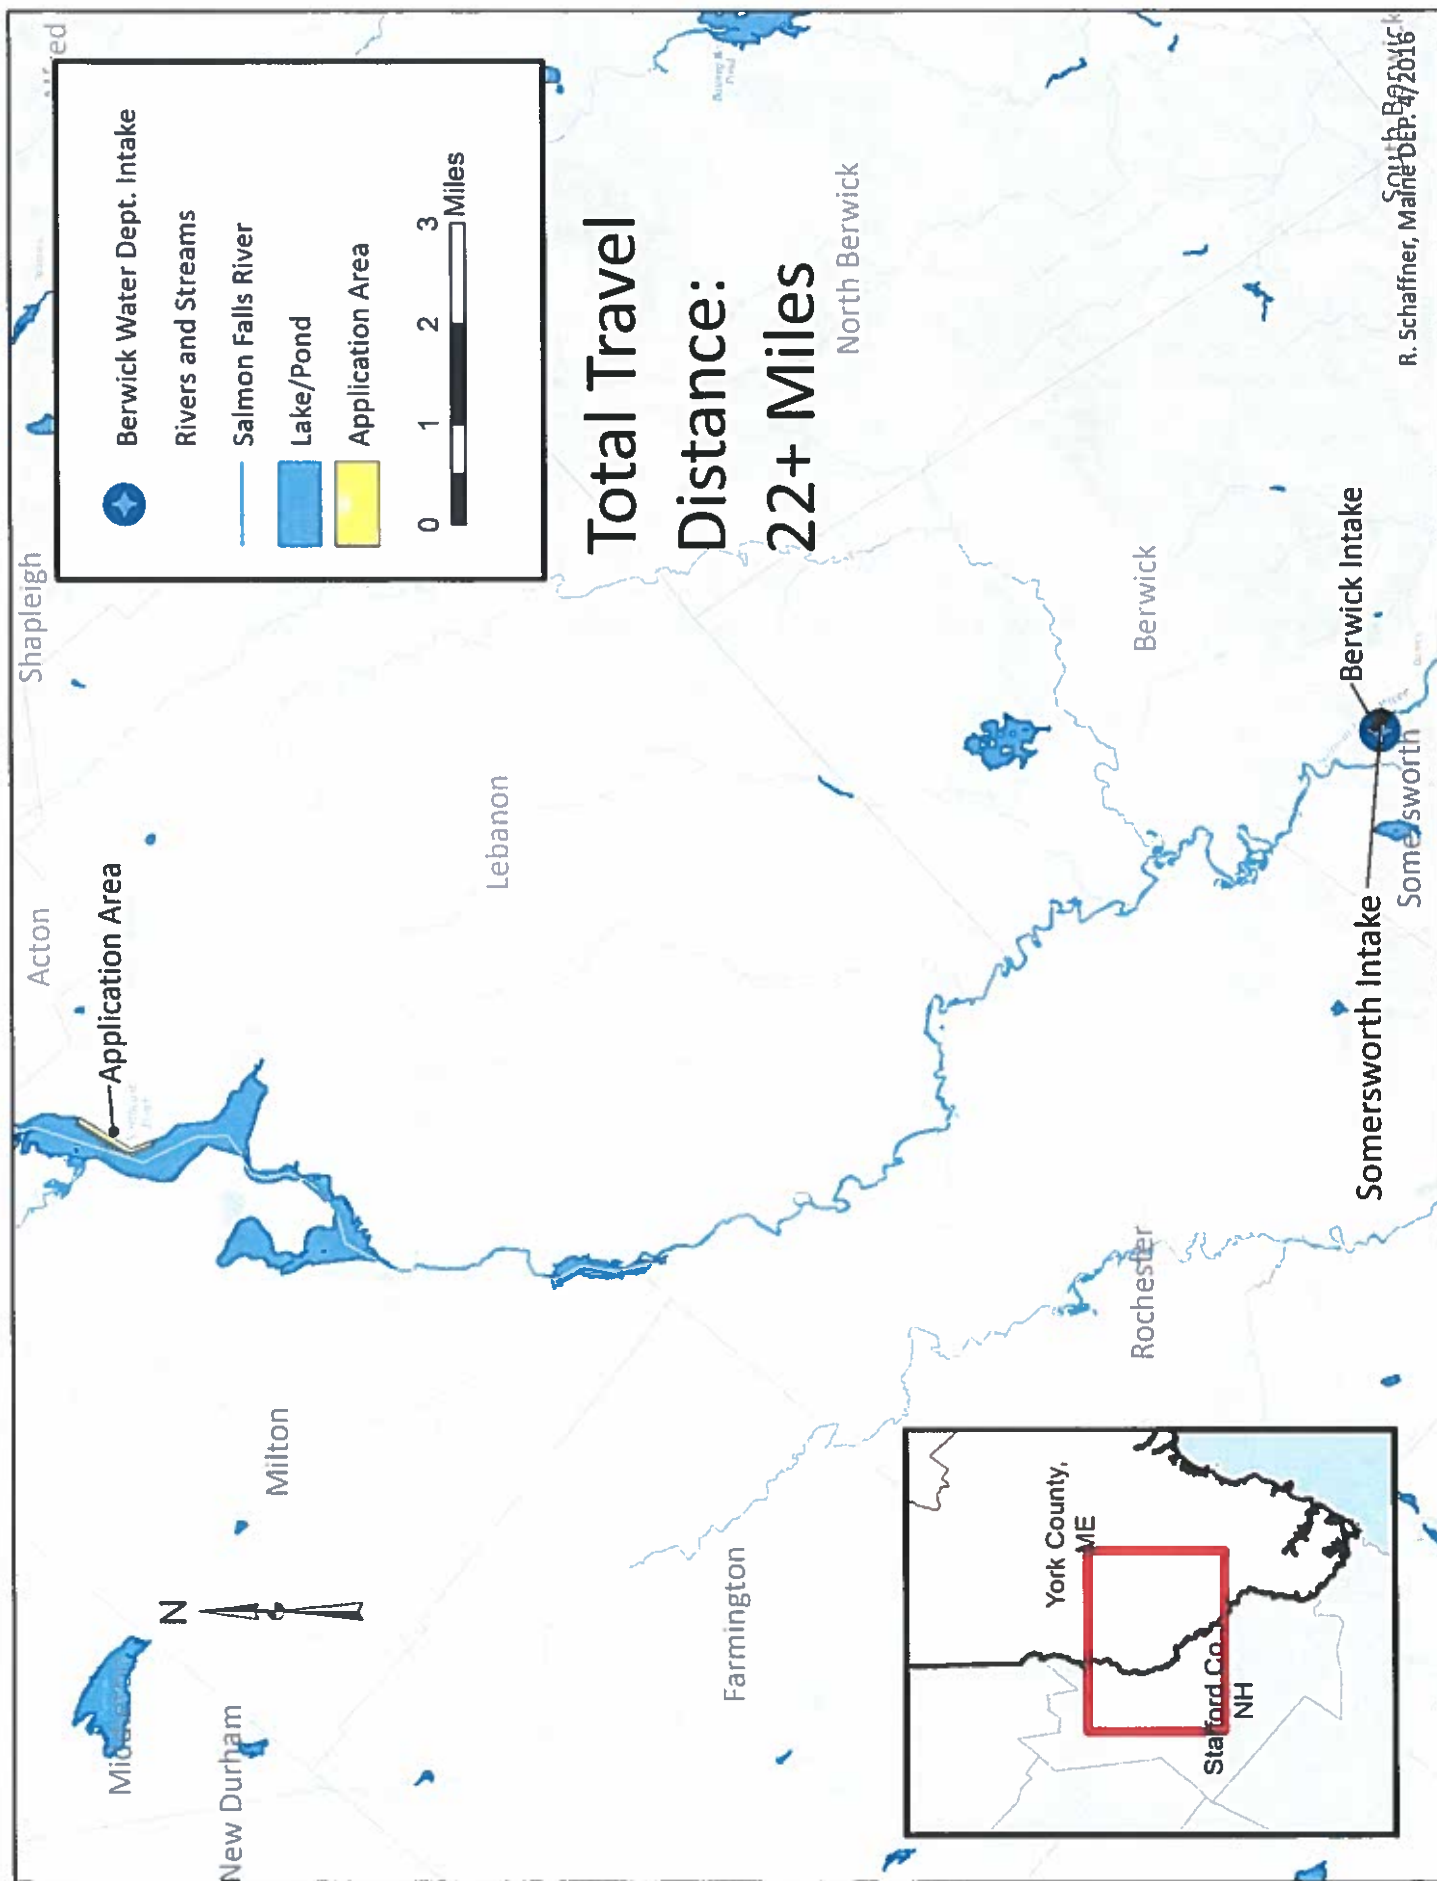 Shapleigh
Acton
Application Area
Berwick Water Dept. Intake
Rivers and Streams
Salmon Falls River
Lake/Pond
Application Area
0 1 2 3
Miles
Total Travel
Distance:
22+ Miles
N
Milton
New Durham
Lebanon
Farmington
North Berwick
Berwick
Rochester
Berwick Intake
Somersworth Intake
Somersworth
South Berwick
R. Schaffner, Maine DEP. 4/2016
York County,
ME
Stafford Co.
NH